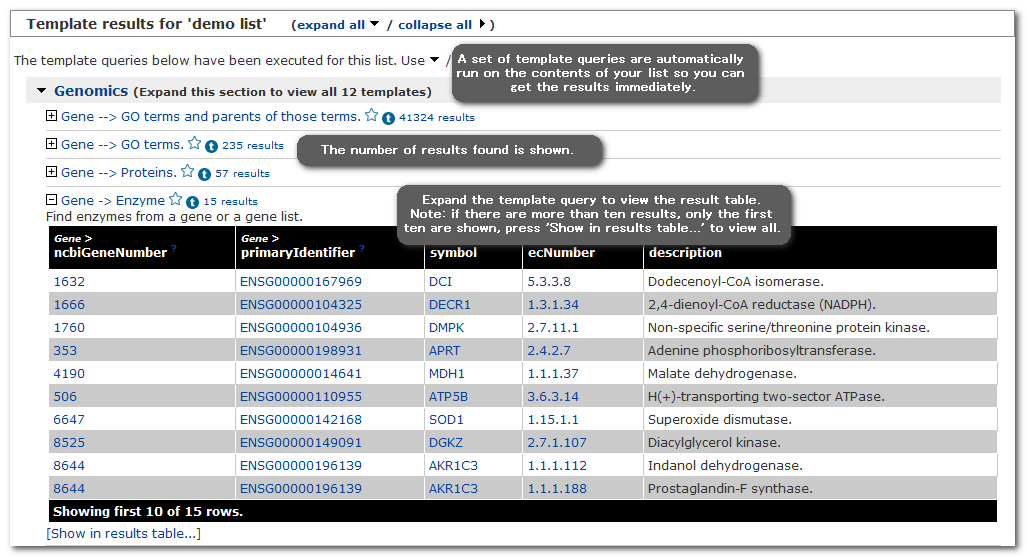 Template results for 'demo list' (expand all / collapse all )
The template queries below have been executed for this list. Use /
A set of template queries are automatically
run on the contents of your list so you can
get the results immediately.
Genomics (Expand this section to view all 12 templates)
Gene --> GO terms and parents of those terms. t 41324 results
Gene --> GO terms. t 235 results
The number of results found is shown.
Gene --> Proteins. t 57 results
Gene -> Enzyme t 15 results
Find enzymes from a gene or a gene list.
Expand the template query to view the result table.
Note: if there are more than ten results, only the first
ten are shown, press 'Show in results table...' to view all.
Gene > Gene >
ncbiGeneNumber ? primaryIdentifier ? symbol ecNumber description
1632 ENSG00000167969 DCI 5.3.3.8 Dodecenoyl-CoA isomerase.
1666 ENSG00000104325 DECR1 1.3.1.34 2,4-dienoyl-CoA reductase (NADPH).
1760 ENSG00000104936 DMPK 2.7.11.1 Non-specific serine/threonine protein kinase.
353 ENSG00000198931 APRT 2.4.2.7 Adenine phosphoribosyltransferase.
4190 ENSG00000014641 MDH1 1.1.1.37 Malate dehydrogenase.
506 ENSG00000110955 ATP5B 3.6.3.14 H(+)-transporting two-sector ATPase.
6647 ENSG00000142168 SOD1 1.15.1.1 Superoxide dismutase.
8525 ENSG00000149091 DGKZ 2.7.1.107 Diacylglycerol kinase.
8644 ENSG00000196139 AKR1C3 1.1.1.112 Indanol dehydrogenase.
8644 ENSG00000196139 AKR1C3 1.1.1.188 Prostaglandin-F synthase.
Showing first 10 of 15 rows.
[Show in results table...]